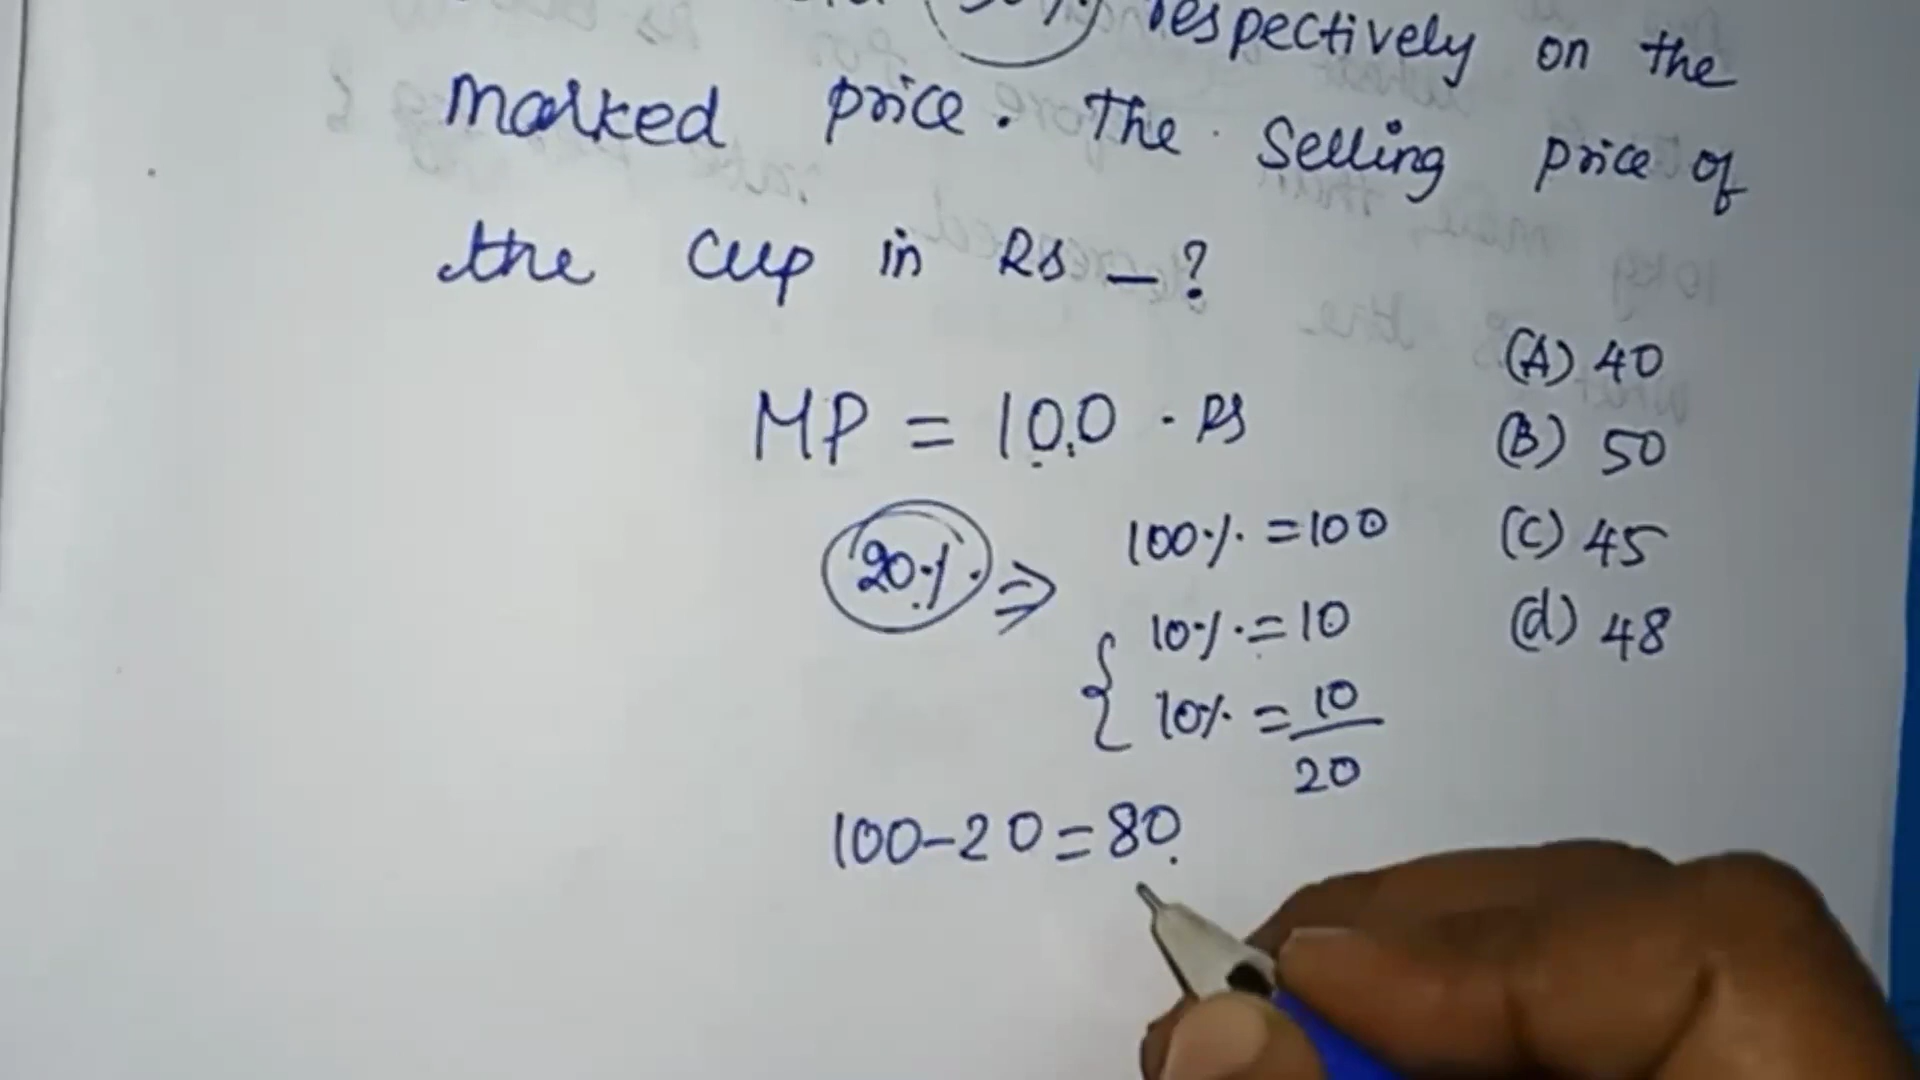 respectively on the
marked price. The Selling price of
the cup in Rs — ?
(A) 40
MP = 100 . Rs
(B) 50
20%. ⇒ 100%. = 100
(C) 45
10%. = 10
(d) 48
10%. = 10
20
100-20=80